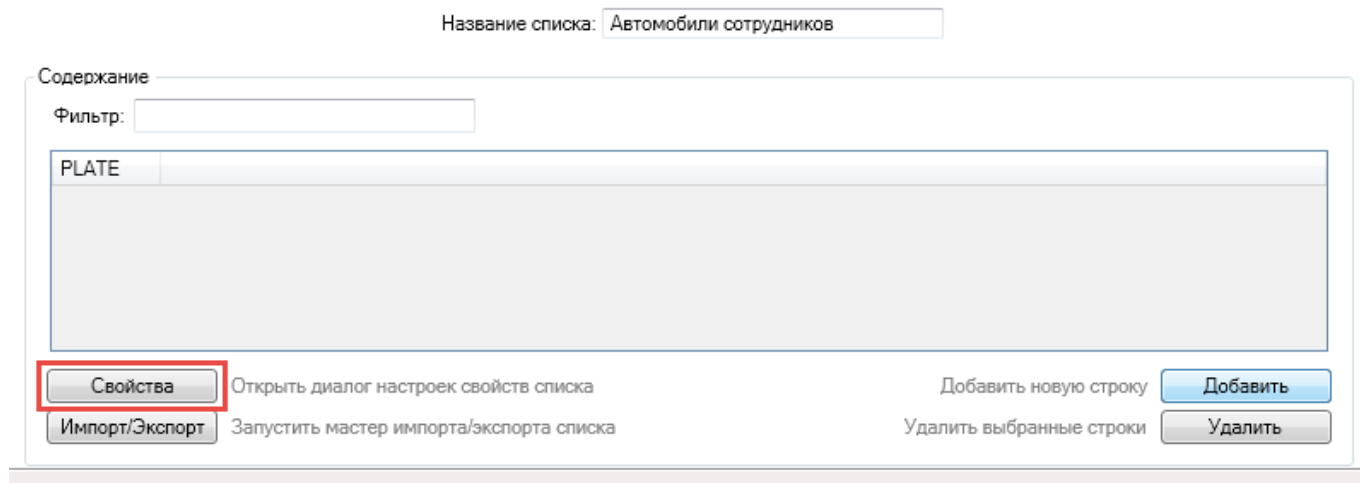 Название списка: Автомобили сотрудников
Содержание
Фильтр:
PLATE
Свойства Открыть диалог настроек свойств списка Добавить новую строку Добавить
Импорт/Экспорт Запустить мастер импорта/экспорта списка Удалить выбранные строки Удалить